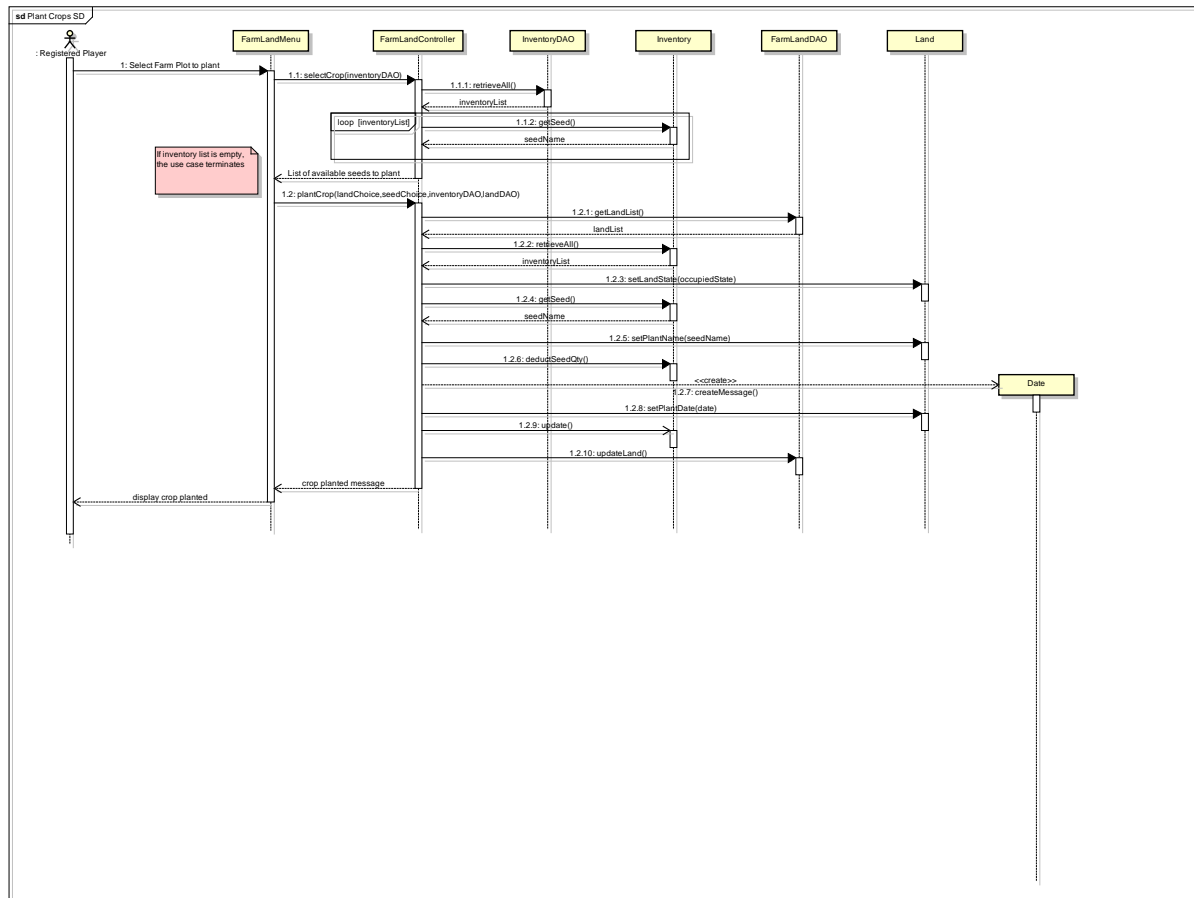 sd Plant Crops SD
: Registered Player
FarmLandMenu
FarmLandController
InventoryDAO
Inventory
FarmLandDAO
Land
1: Select Farm Plot to plant
1.1: selectCrop(inventoryDAO)
1.1.1: retrieveAll()
inventoryList
loop [inventoryList]
1.1.2: getSeed()
seedName
If inventory list is empty,
the use case terminates
List of available seeds to plant
1.2: plantCrop(landChoice,seedChoice,inventoryDAO,landDAO)
1.2.1: getLandList()
landList
1.2.2: retrieveAll()
inventoryList
1.2.3: setLandState(occupiedState)
1.2.4: getSeed()
seedName
1.2.5: setPlantName(seedName)
1.2.6: deductSeedQty()
<<create>>
Date
1.2.7: createMessage()
1.2.8: setPlantDate(date)
1.2.9: update()
1.2.10: updateLand()
crop planted message
display crop planted